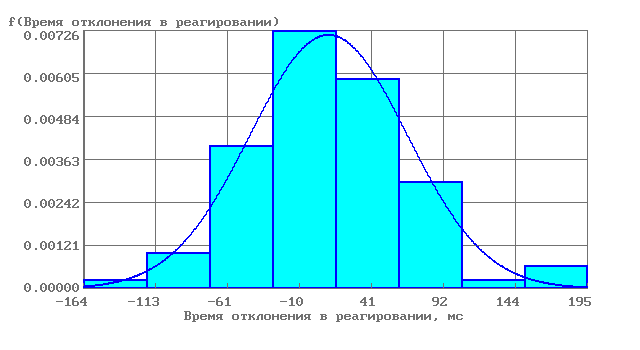 f(Время отклонения в реагировании)
0.00726
0.00605
0.00484
0.00363
0.00242
0.00121
0.00000
-164 -113 -61 -10 41 92 144 195
Время отклонения в реагировании, мс